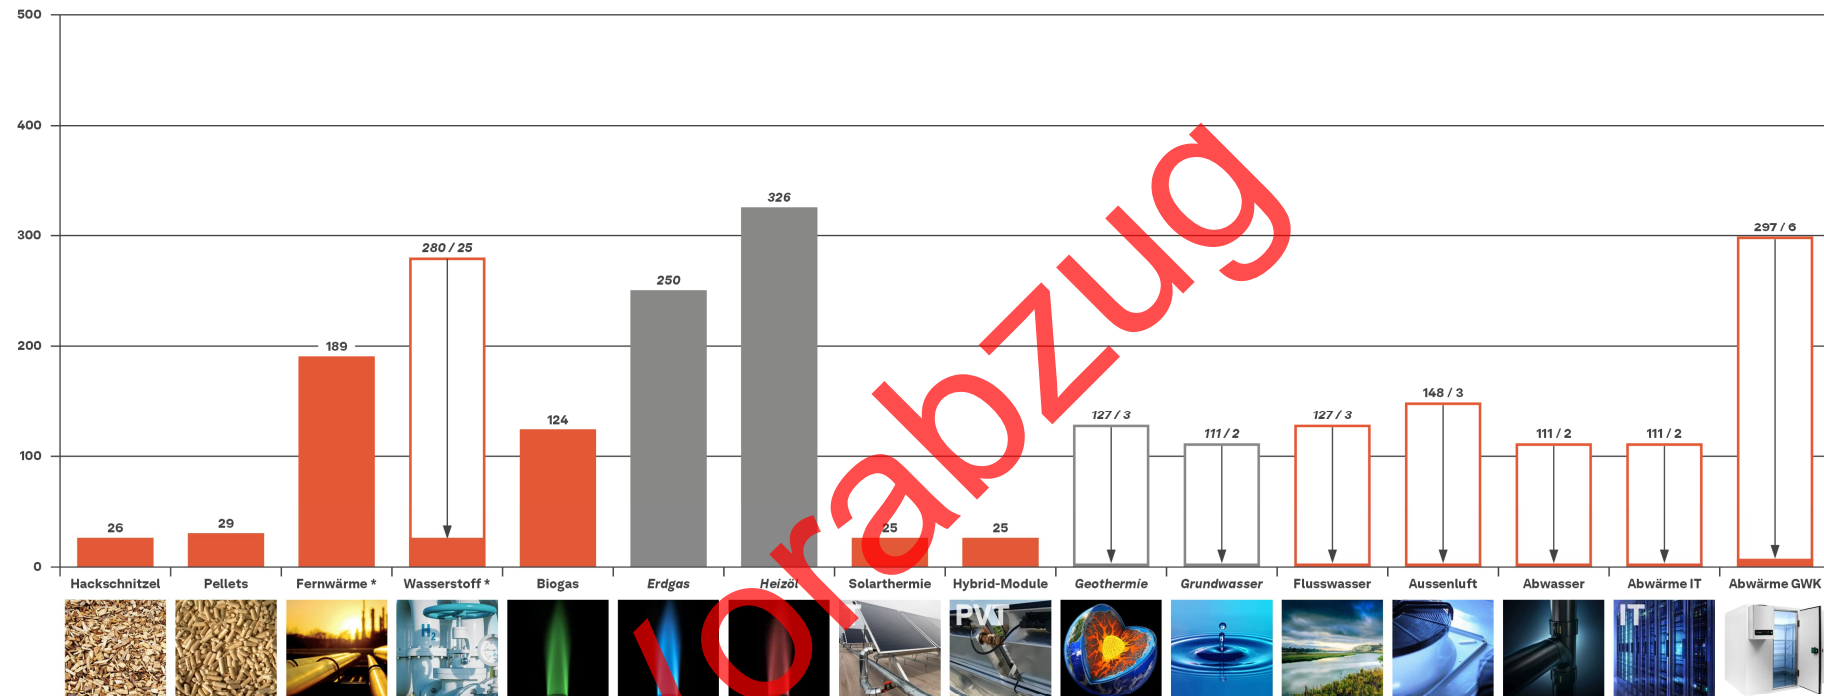 500
400
300
200
100
0
26
29
189
280 / 25
124
250
326
25
25
127 / 3
111 / 2
127 / 3
148 / 3
111 / 2
111 / 2
297 / 6
Hackschnitzel
Pellets
Fernwärme *
Wasserstoff *
Biogas
Erdgas
Heizöl
Solarthermie
Hybrid-Module
Geothermie
Grundwasser
Flusswasser
Aussenluft
Abwasser
Abwärme IT
Abwärme GWK
H₂
PVT
IT
orabzug